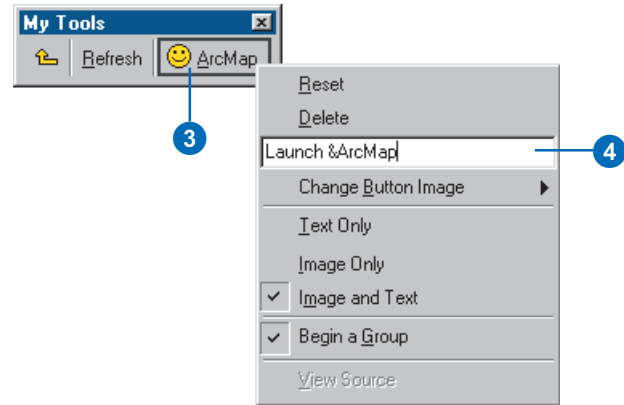 My Tools
Refresh
ArcMap
3
Reset
Delete
Launch &ArcMap
4
Change Button Image
Text Only
Image Only
Image and Text
Begin a Group
View Source